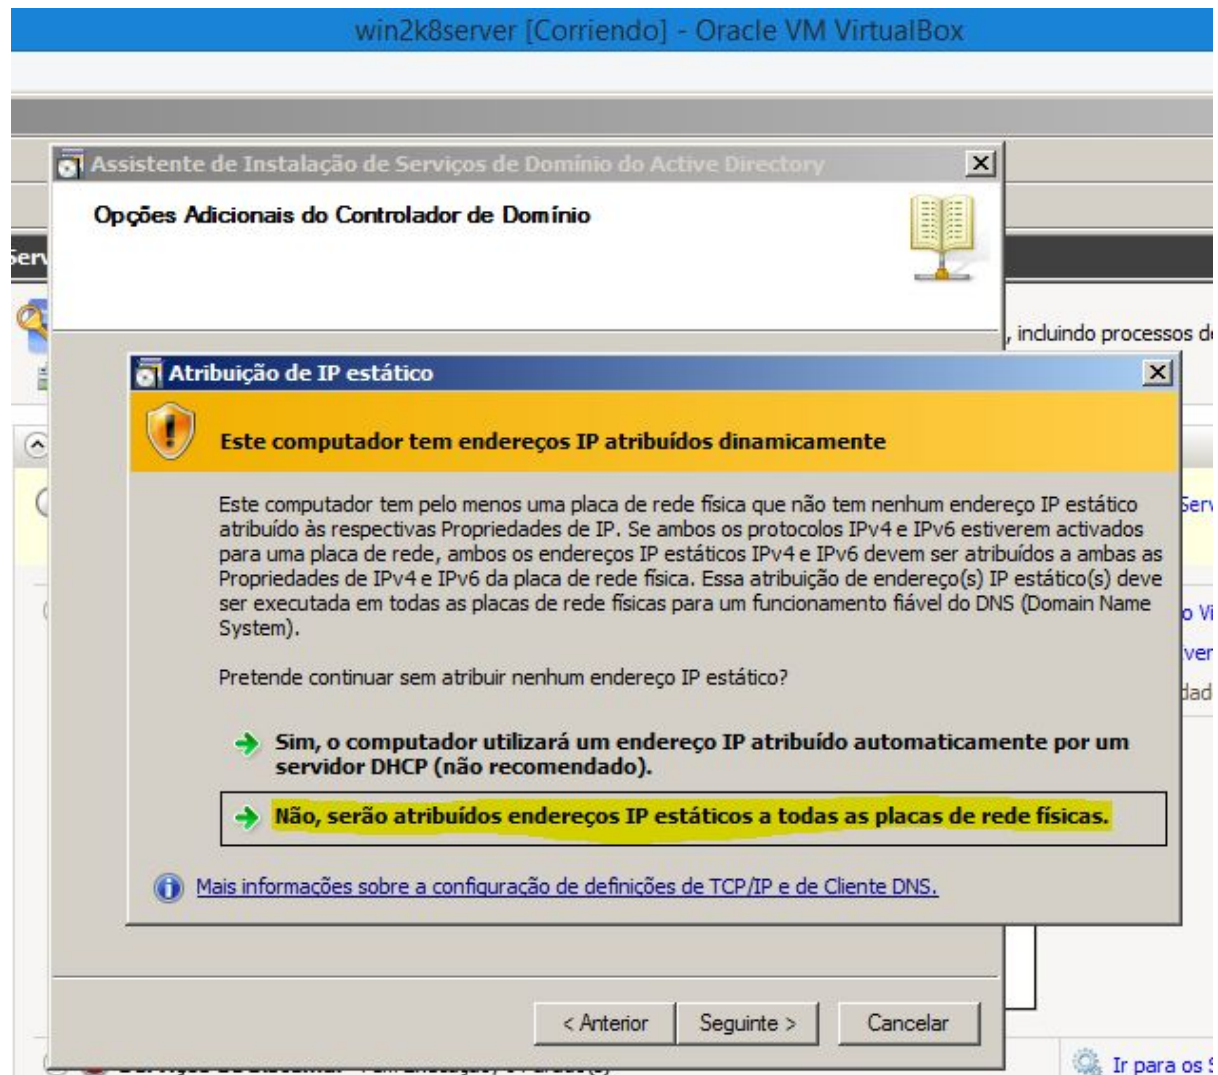 win2k8server [Corriendo] - Oracle VM VirtualBox
Assistente de Instalação de Serviços de Domínio do Active Directory
Opções Adicionais do Controlador de Domínio
, incluindo processos
Atribuição de IP estático
Este computador tem endereços IP atribuídos dinamicamente
Este computador tem pelo menos uma placa de rede física que não tem nenhum endereço IP estático
atribuído às respectivas Propriedades de IP. Se ambos os protocolos IPv4 e IPv6 estiverem activados
para uma placa de rede, ambos os endereços IP estáticos IPv4 e IPv6 devem ser atribuídos a ambas as
Propriedades de IPv4 e IPv6 da placa de rede física. Essa atribuição de endereço(s) IP estático(s) deve
ser executada em todas as placas de rede físicas para um funcionamento fiável do DNS (Domain Name
System).
Pretende continuar sem atribuir nenhum endereço IP estático?
Sim, o computador utilizará um endereço IP atribuído automaticamente por um
servidor DHCP (não recomendado).
Não, serão atribuídos endereços IP estáticos a todas as placas de rede físicas.
Mais informações sobre a configuração de definições de TCP/IP e de Cliente DNS.
< Anterior
Seguinte >
Cancelar
Ir para os